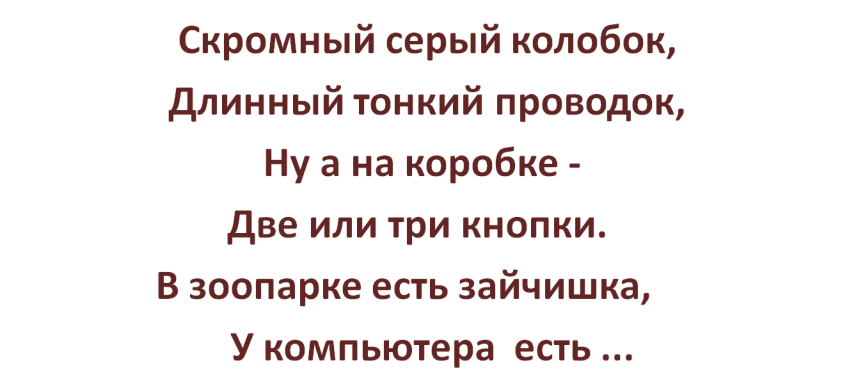 Скромный серый колобок,
Длинный тонкий проводок,
Ну а на коробке -
Две или три кнопки.
В зоопарке есть зайчишка,
У компьютера  есть ...